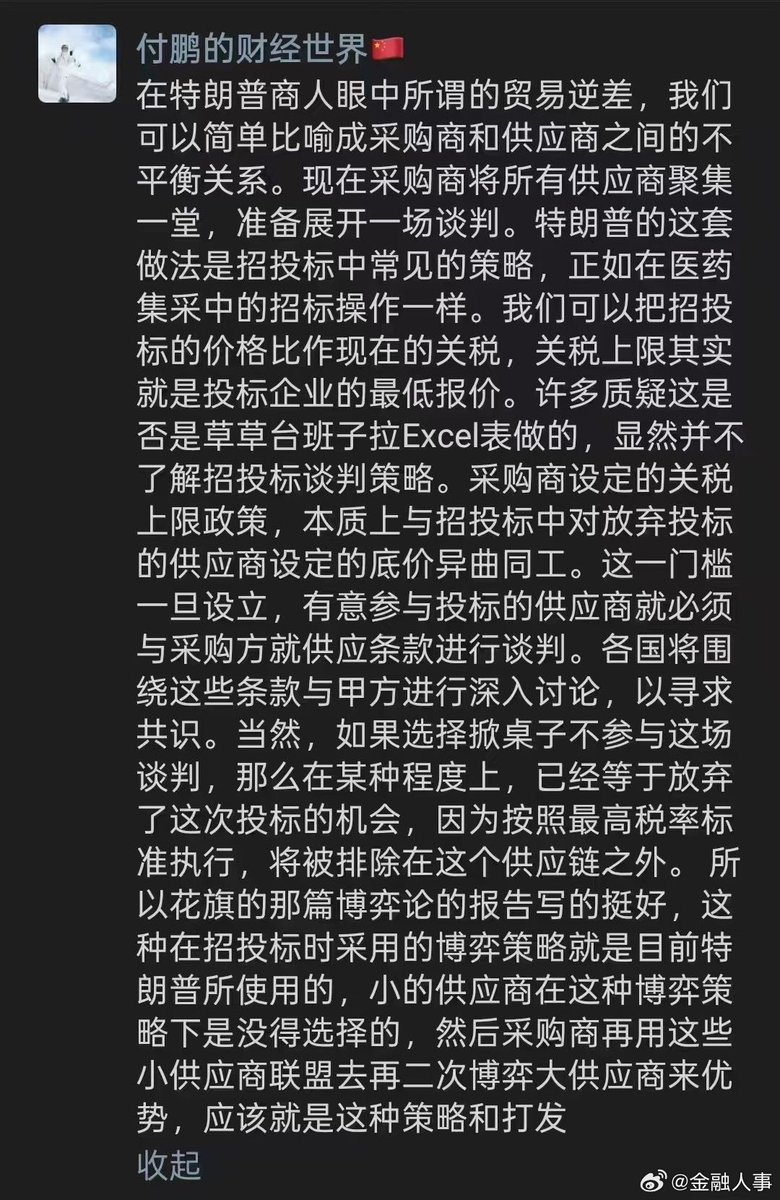 付鹏的财经世界🇨🇳
在特朗普商人眼中所谓的贸易逆差，我们
可以简单比喻成采购商和供应商之间的不
平衡关系。现在采购商将所有供应商聚集
一堂，准备展开一场谈判。特朗普的这套
做法是招投标中常见的策略，正如在医药
集采中的招标操作一样。我们可以把招投
标的价格比作现在的关税，关税上限其实
就是投标企业的最低报价。许多质疑这是
否是草草台班子拉Excel表做的，显然并不
了解招投标谈判策略。采购商设定的关税
上限政策，本质上与招投标中对放弃投标
的供应商设定的底价异曲同工。这一门槛
一旦设立，有意参与投标的供应商就必须
与采购方就供应条款进行谈判。各国将围
绕这些条款与甲方进行深入讨论，以寻求
共识。当然，如果选择掀桌子不参与这场
谈判，那么在某种程度上，已经等于放弃
了这次投标的机会，因为按照最高税率标
准执行，将被排除在这个供应链之外。 所
以花旗的那篇博弈论的报告写的挺好，这
种在招投标时采用的博弈策略就是目前特
朗普所使用的，小的供应商在这种博弈策
略下是没得选择的，然后采购商再用这些
小供应商联盟去再二次博弈大供应商来优
势，应该就是这种策略和打发
收起
@金融人事